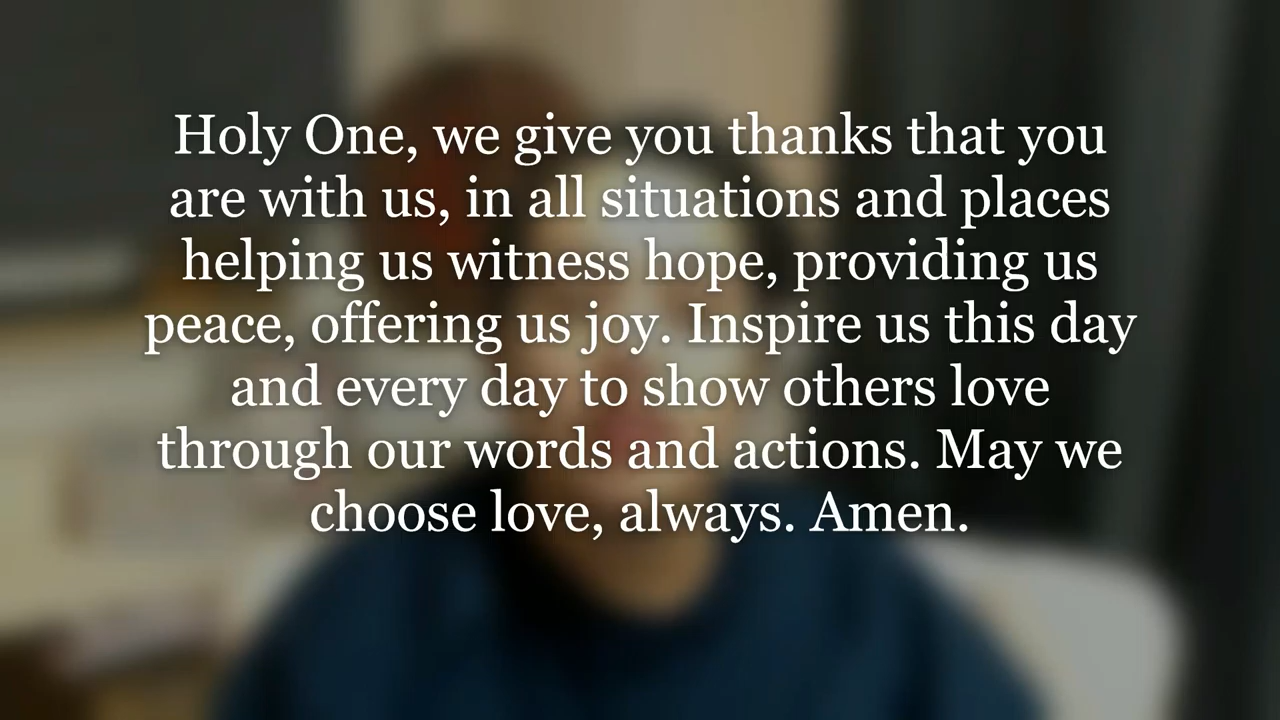 Holy One, we give you thanks that you
are with us, in all situations and places
helping us witness hope, providing us
peace, offering us joy. Inspire us this day
and every day to show others love
through our words and actions. May we
choose love, always. Amen.